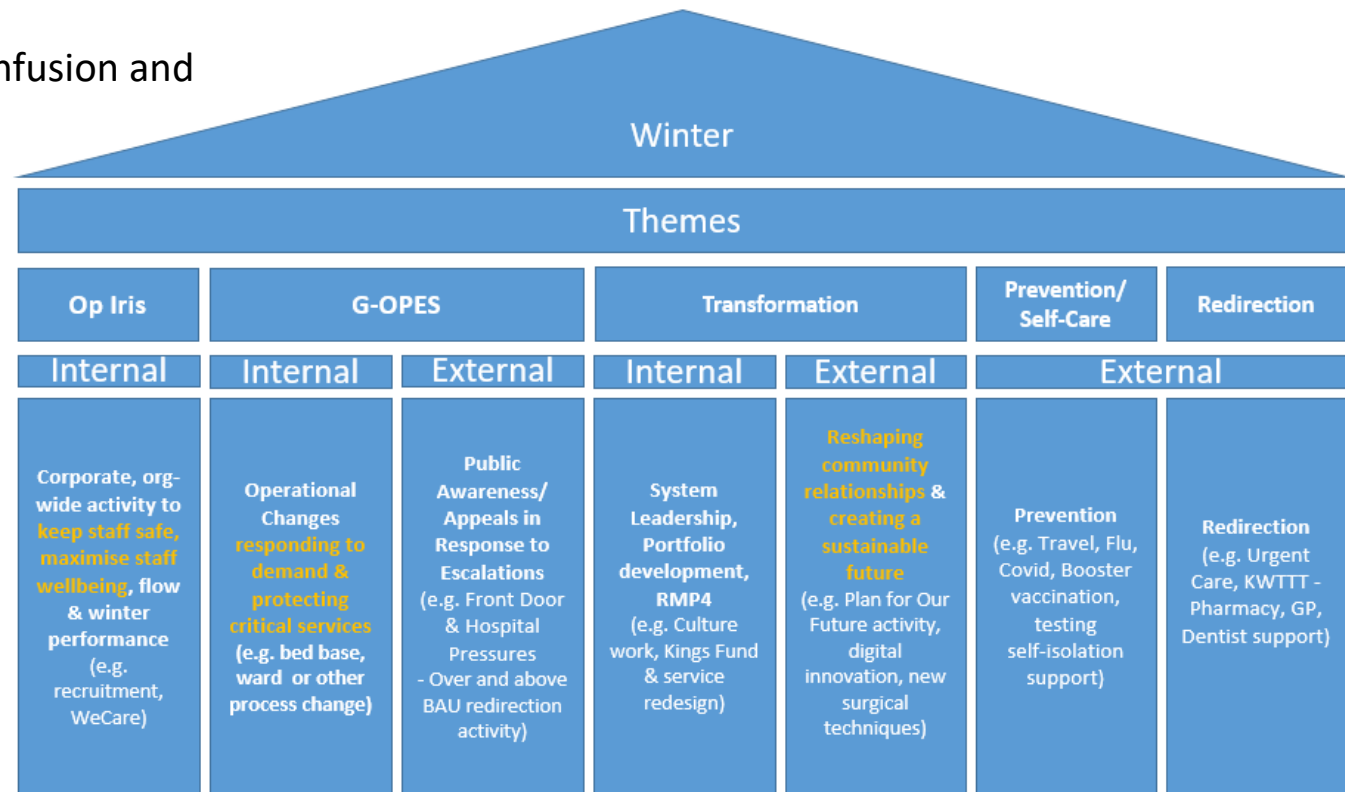 nfusion and
Winter
Themes
Op Iris
G-OPES
Transformation
Prevention/
Self-Care
Redirection
Internal
Internal
External
Internal
External
External
Corporate, org-
wide activity to
keep staff safe,
maximise staff
wellbeing, flow
& winter
performance
(e.g.
recruitment,
WeCare)
Operational
Changes
responding to
demand &
protecting
critical services
(e.g. bed base,
ward or other
process change)
Public
Awareness/
Appeals in
Response to
Escalations
(e.g. Front Door
& Hospital
Pressures
- Over and above
BAU redirection
activity)
System
Leadership,
Portfolio
development,
RMP4
(e.g. Culture
work, Kings Fund
& service
redesign)
Reshaping
community
relationships &
creating a
sustainable
future
(e.g. Plan for Our
Future activity,
digital
innovation, new
surgical
techniques)
Prevention
(e.g. Travel, Flu,
Covid, Booster
vaccination,
testing
self-isolation
support)
Redirection
(e.g. Urgent
Care, KWTTT -
Pharmacy, GP,
Dentist support)